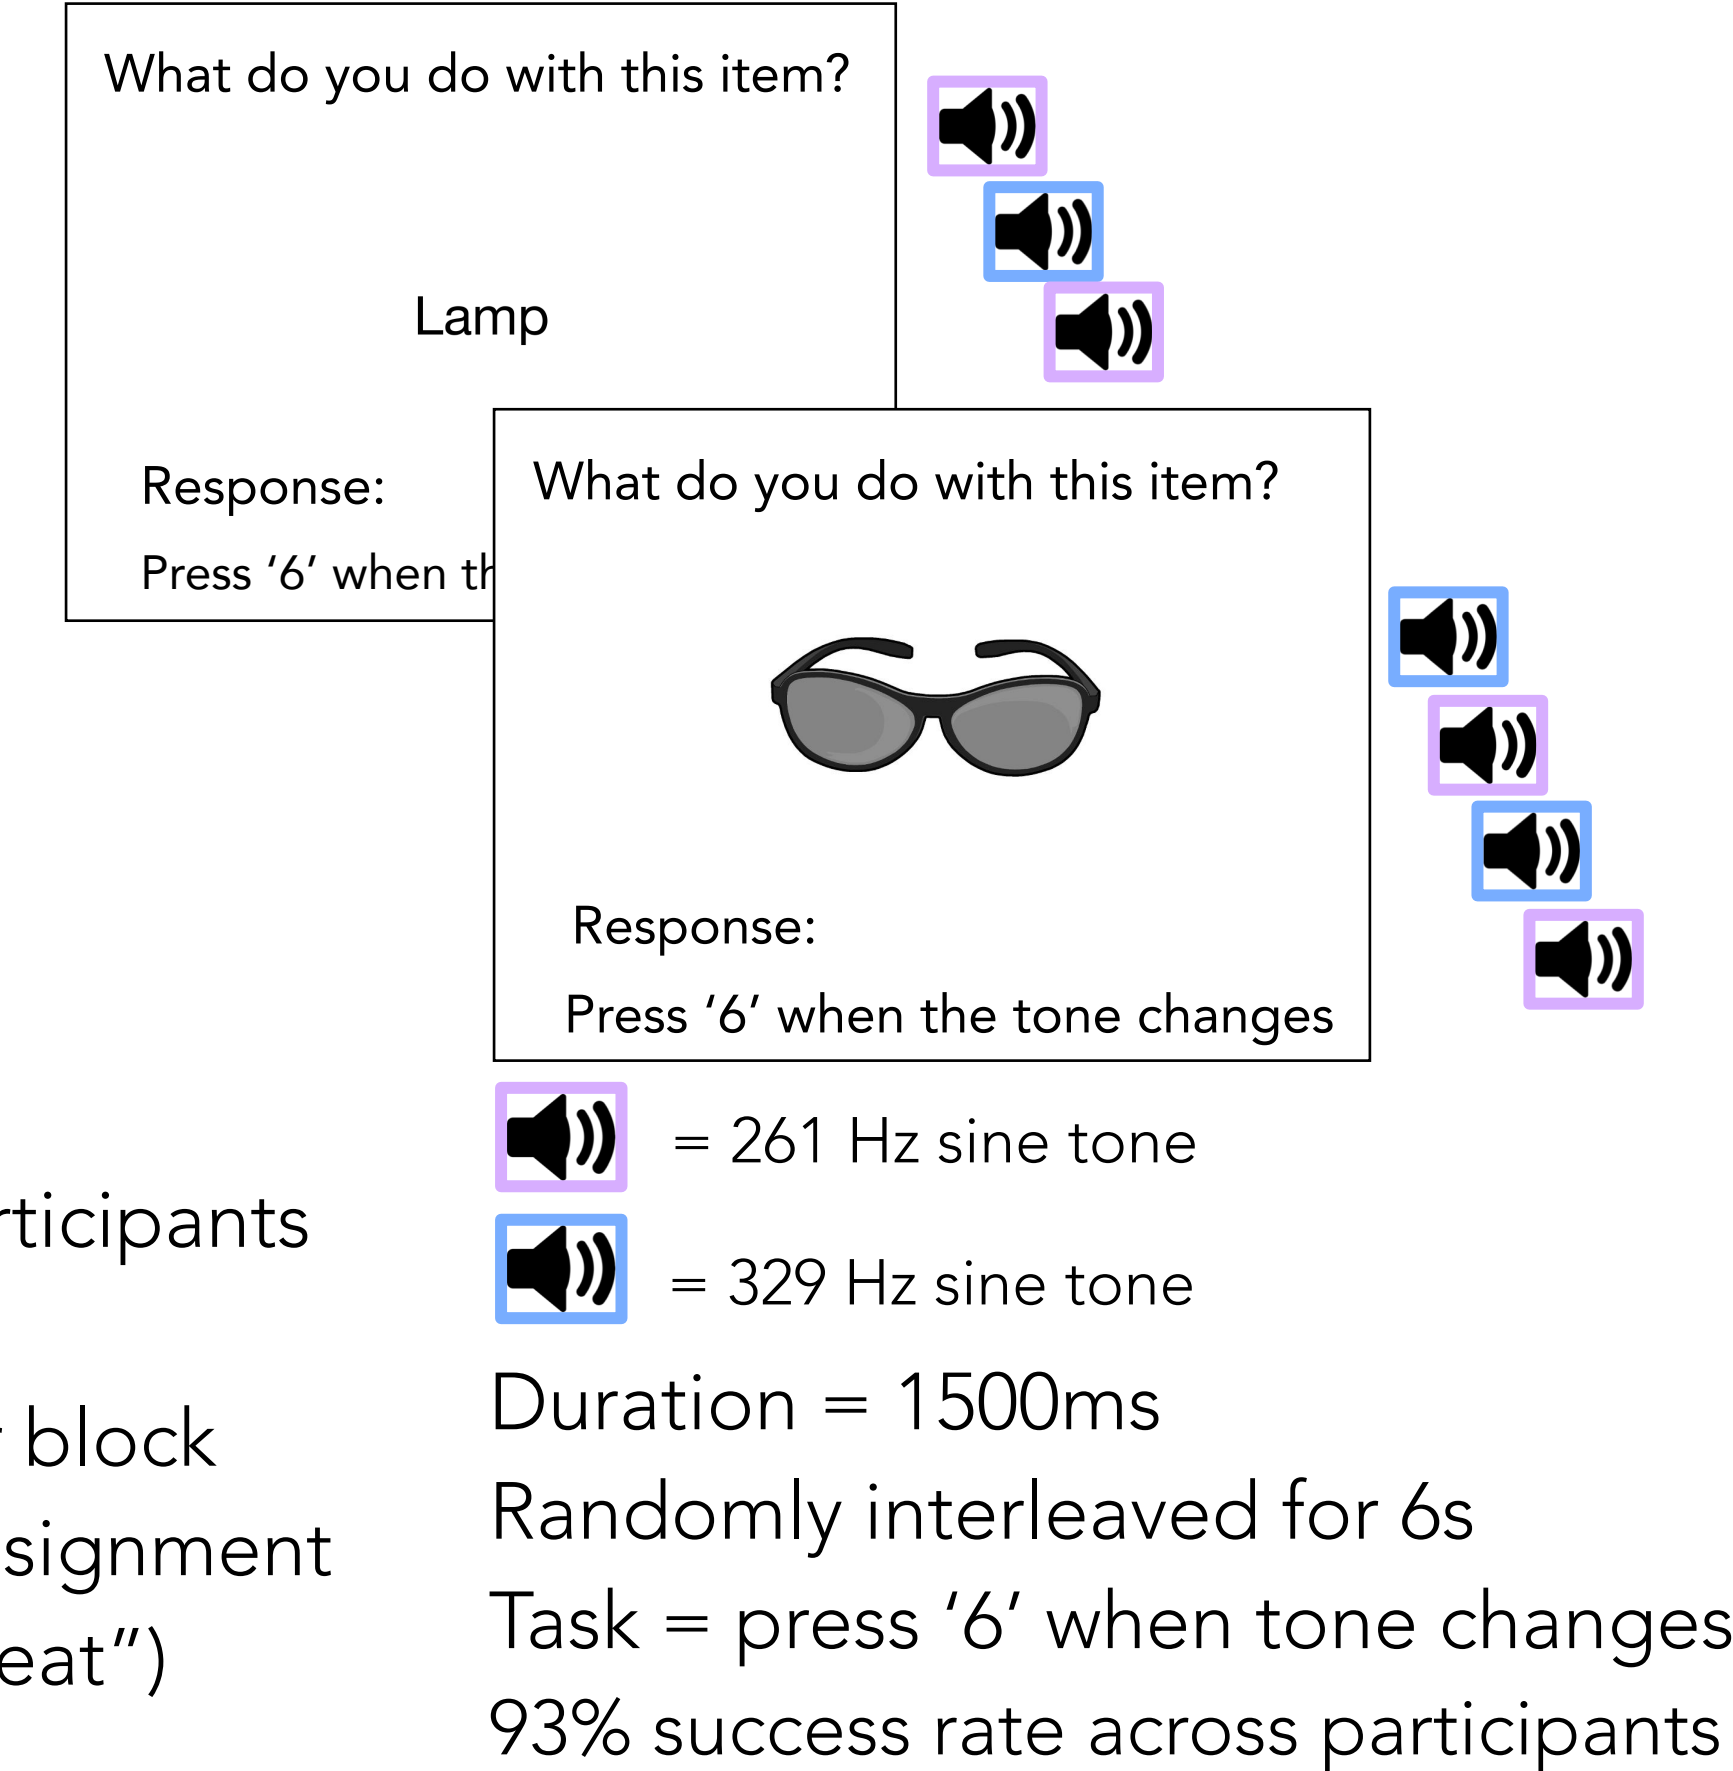 What do you do with this item?
Lamp
Response:
Press ‘6’ when th
What do you do with this item?
Response:
Press ‘6’ when the tone changes
= 261 Hz sine tone
= 329 Hz sine tone
rticipants
block
signment
eat”)
Duration = 1500ms
Randomly interleaved for 6s
Task = press ‘6’ when tone changes
93% success rate across participants